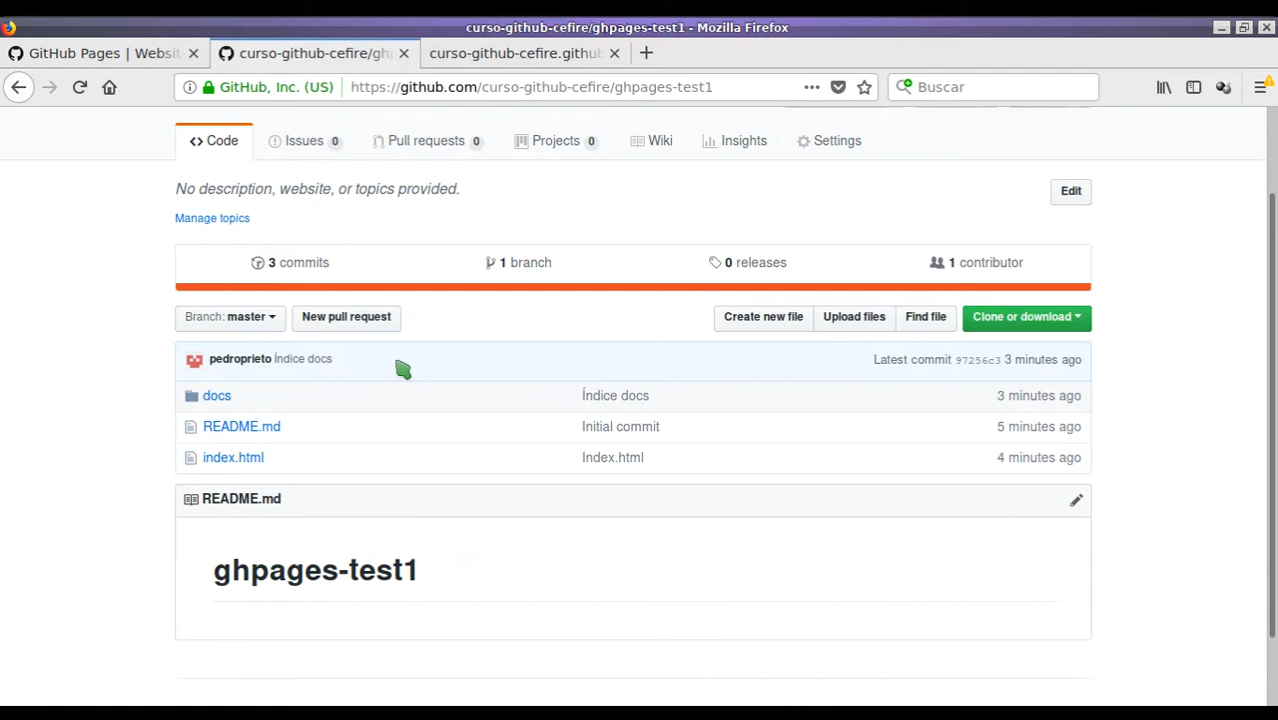 curso-github-cefire/ghpages-test1 - Mozilla Firefox
GitHub Pages | Websit
curso-github-cefire/ghp
curso-github-cefire.github
GitHub, Inc. (US)
https://github.com/curso-github-cefire/ghpages-test1
Buscar
Code
Issues 0
Pull requests 0
Projects 0
Wiki
Insights
Settings
No description, website, or topics provided.
Edit
Manage topics
3 commits
1 branch
0 releases
1 contributor
Branch: master
New pull request
Create new file
Upload files
Find file
Clone or download
pedroprieto Índice docs
Latest commit 97256c3 3 minutes ago
docs Índice docs 3 minutes ago
README.md Initial commit 5 minutes ago
index.html Index.html 4 minutes ago
README.md
ghpages-test1